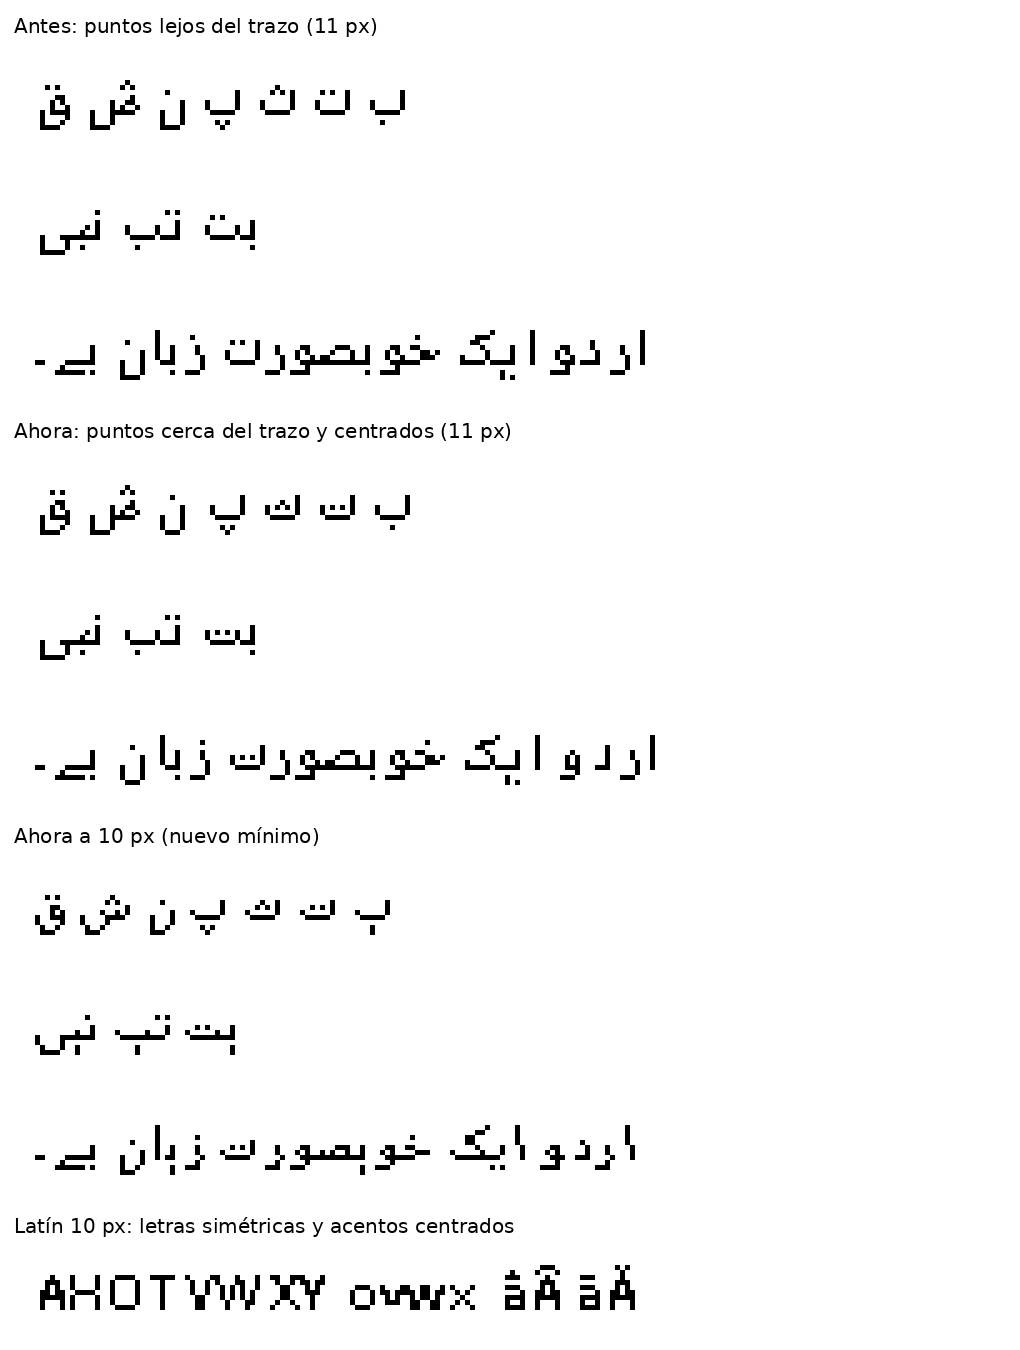 Antes: puntos lejos del trazo (11 px)
ب ت ث پ ن ش ق
بت تب نبی
اردو ایک خوبصورت زبان ہے۔
Ahora: puntos cerca del trazo y centrados (11 px)
ب ت ث پ ن ش ق
بت تب نبی
اردو ایک خوبصورت زبان ہے۔
Ahora a 10 px (nuevo mínimo)
ب ت ث پ ن ش ق
بت تب نبی
اردو ایک خوبصورت زبان ہے۔
Latín 10 px: letras simétricas y acentos centrados
AHOTVWXY ovwx